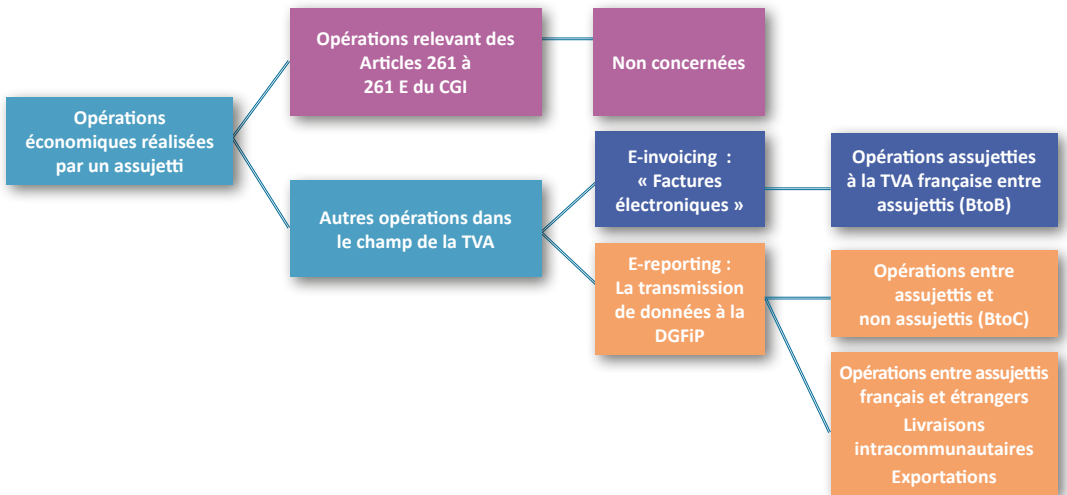 Opérations
économiques réalisées
par un assujetti
Opérations relevant des
Articles 261 à
261 E du CGI
Non concernées
Autres opérations dans
le champ de la TVA
E-invoicing :
« Factures
électroniques »
Opérations assujetties
à la TVA française entre
assujettis (BtoB)
E-reporting :
La transmission
de données à la
DGFiP
Opérations entre
assujettis et
non assujettis (BtoC)
Opérations entre assujettis
français et étrangers
Livraisons
intracommunautaires
Exportations